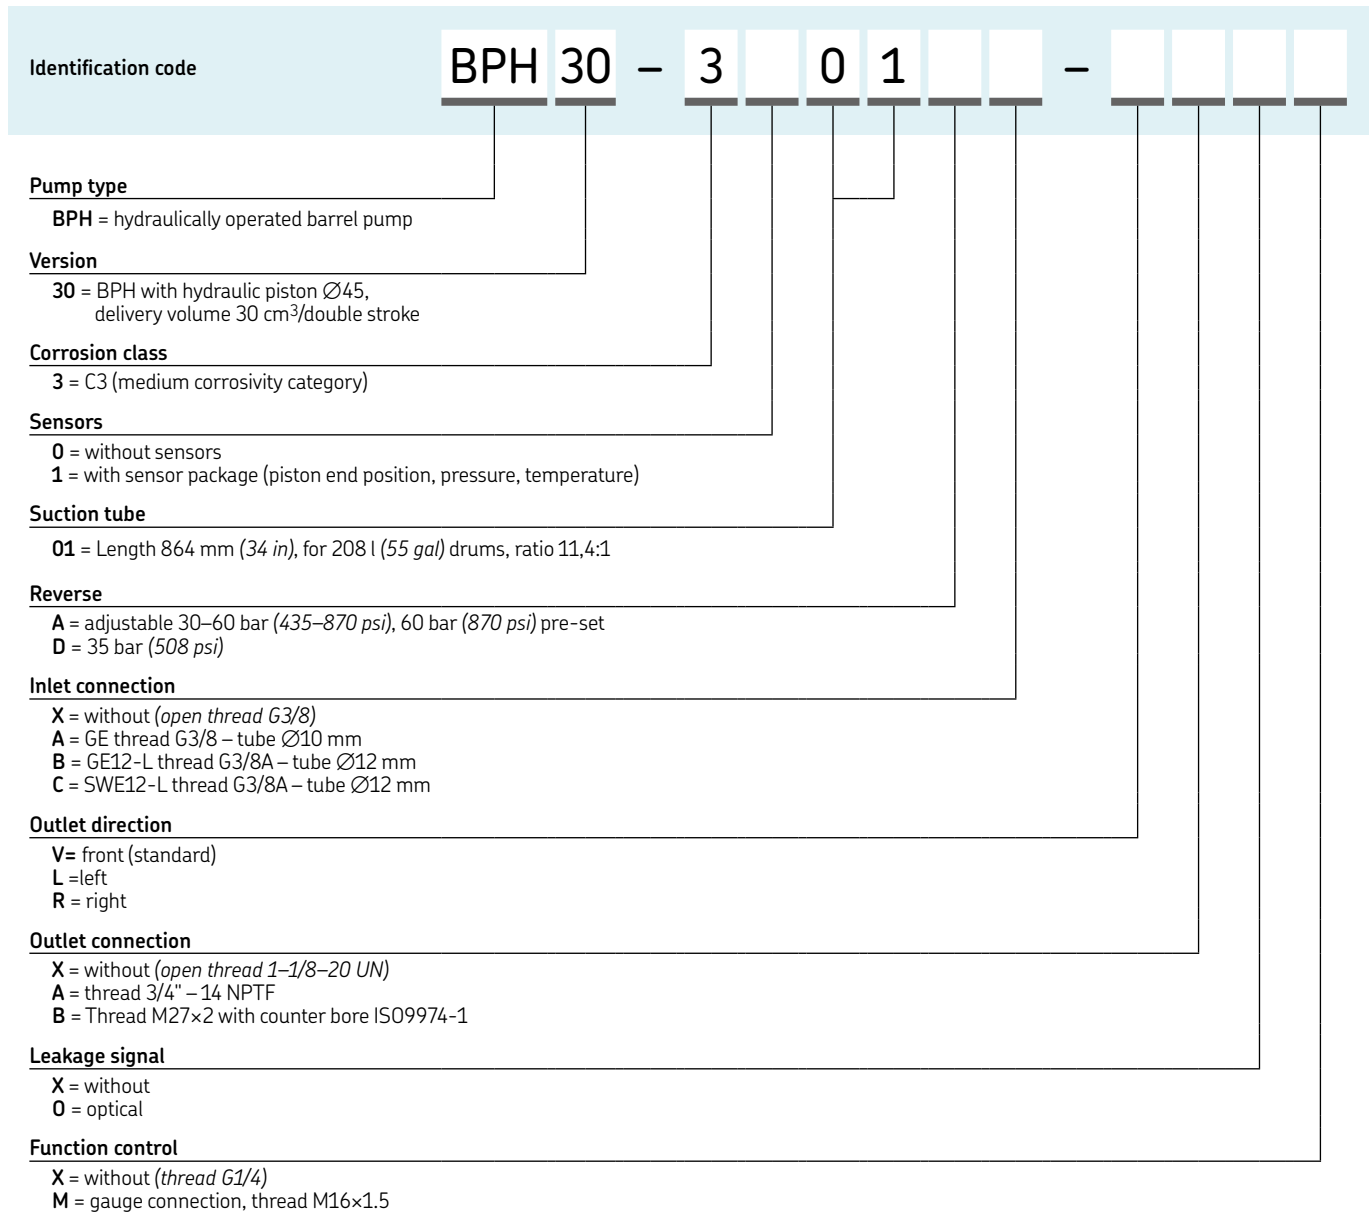 Identification code BPH 30 – 3 0 1 –
Pump type
BPH = hydraulically operated barrel pump
Version
30 = BPH with hydraulic piston ∅45,
delivery volume 30 cm³/double stroke
Corrosion class
3 = C3 (medium corrosivity category)
Sensors
0 = without sensors
1 = with sensor package (piston end position, pressure, temperature)
Suction tube
01 = Length 864 mm (34 in), for 208 l (55 gal) drums, ratio 11,4:1
Reverse
A = adjustable 30–60 bar (435–870 psi), 60 bar (870 psi) pre-set
D = 35 bar (508 psi)
Inlet connection
X = without (open thread G3/8)
A = GE thread G3/8 – tube ∅10 mm
B = GE12-L thread G3/8A – tube ∅12 mm
C = SWE12-L thread G3/8A – tube ∅12 mm
Outlet direction
V= front (standard)
L =left
R = right
Outlet connection
X = without (open thread 1–1/8–20 UN)
A = thread 3/4" – 14 NPTF
B = Thread M27×2 with counter bore ISO9974-1
Leakage signal
X = without
O = optical
Function control
X = without (thread G1/4)
M = gauge connection, thread M16×1.5